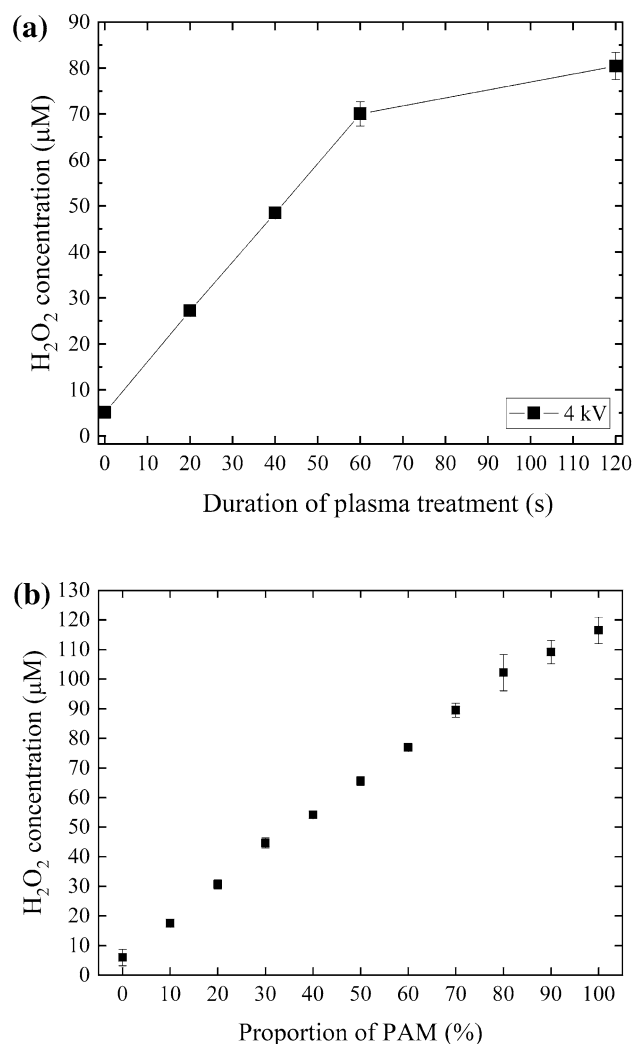 (a)
90
80
70
60
50
40
30
20
10
0
H₂O₂ concentration (μM)
4 kV
0 10 20 30 40 50 60 70 80 90 100 110 120
Duration of plasma treatment (s)
(b)
130
120
110
100
90
80
70
60
50
40
30
20
10
0
H₂O₂ concentration (μM)
0 10 20 30 40 50 60 70 80 90 100
Proportion of PAM (%)